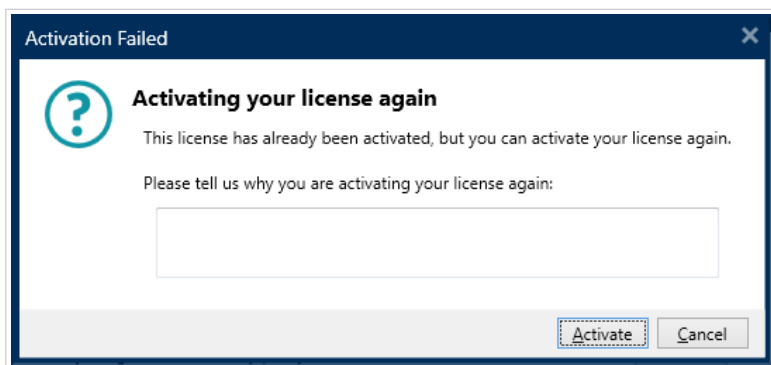 Activation Failed
Activating your license again
This license has already been activated, but you can activate your license again.
Please tell us why you are activating your license again:
Activate
Cancel